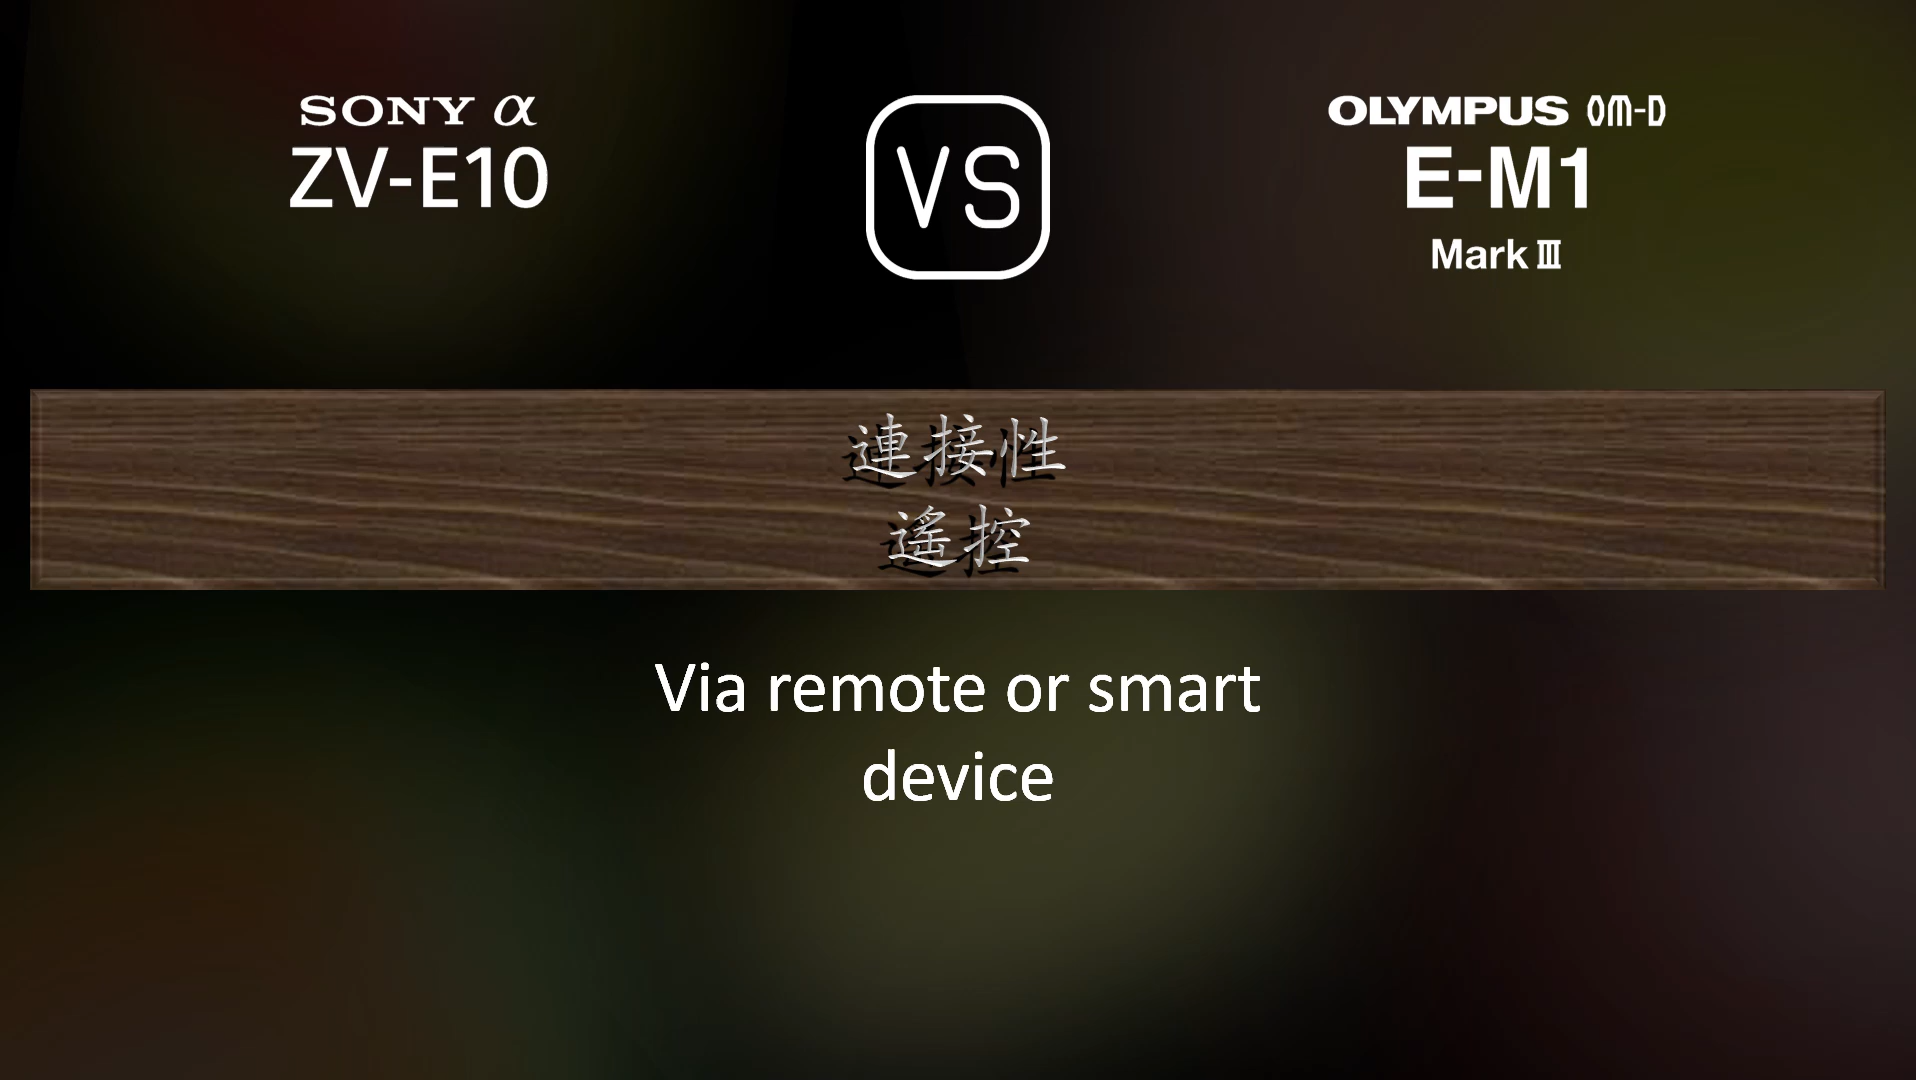 SONY α
ZV-E10
VS
OLYMPUS OM-D
E-M1
Mark III
連接性
遙控
Via remote or smart
device